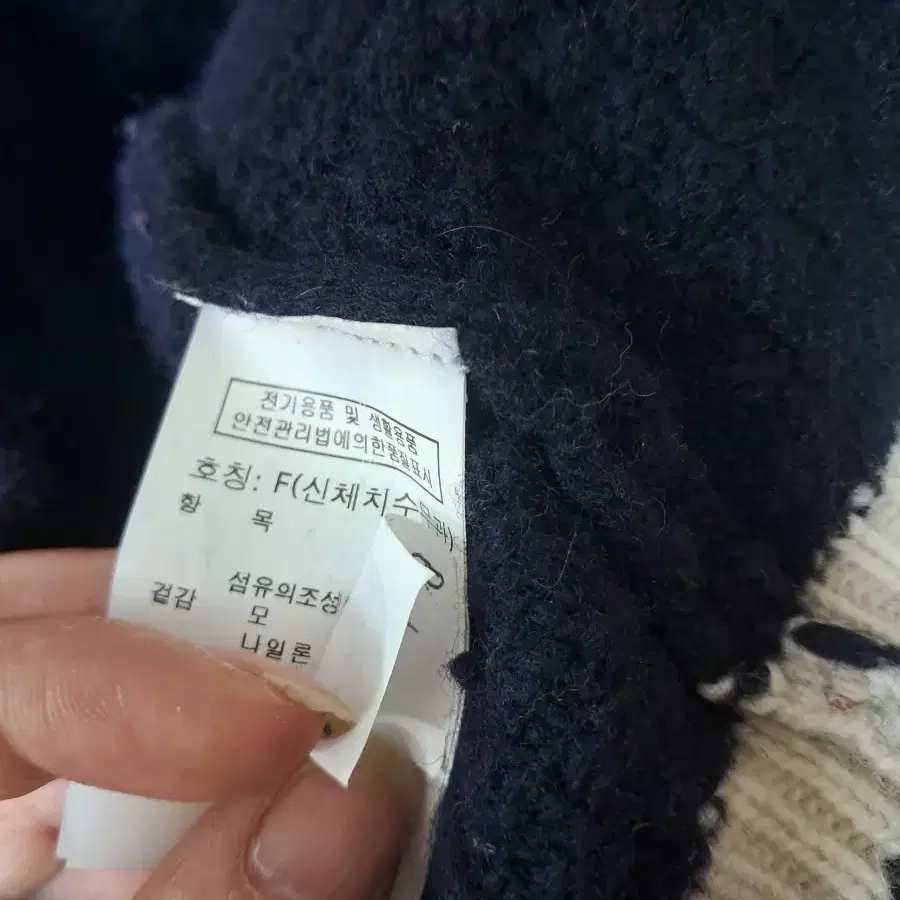 전기용품 및 생활용품
안전관리법에의한품질표시
호칭: F(신체치수무관)
항 목
섬유의조성
겉감 모
나일론